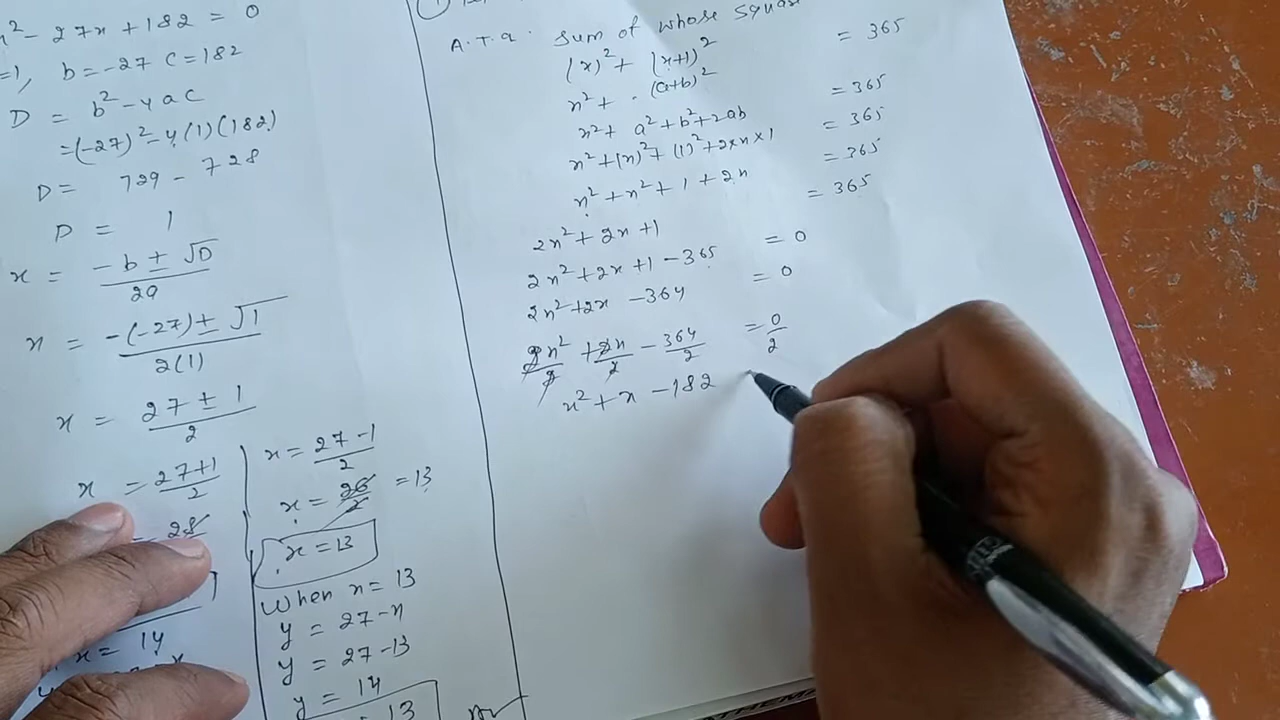 x² - 27x + 182 = 0
=1, b = -27 c = 182
D = b² - 4ac
= (-27)² - 4(1)(182)
D = 729 - 728
D = 1
x = -b ± √D / 2a
x = -(-27) ± √1 / 2(1)
x = 27 ± 1 / 2
x = 27+1 / 2
= 28
x = 14
x = 27-1 / 2
x = 26/2 = 13
x = 13
When x = 13
y = 27-x
y = 27-13
y = 14
13
A.T.Q. Sum of whose square
(x)² + (x+1)² = 365
x² + (a+b)²
x² + a² + b² + 2ab = 365
x² + (x)² + (1)² + 2×x×1 = 365
x² + x² + 1 + 2x = 365
2x² + 2x + 1 = 365
2x² + 2x + 1 - 365 = 0
2x² + 2x - 364 = 0
2x²/2 + 2x/2 - 364/2 = 0/2
x² + x - 182